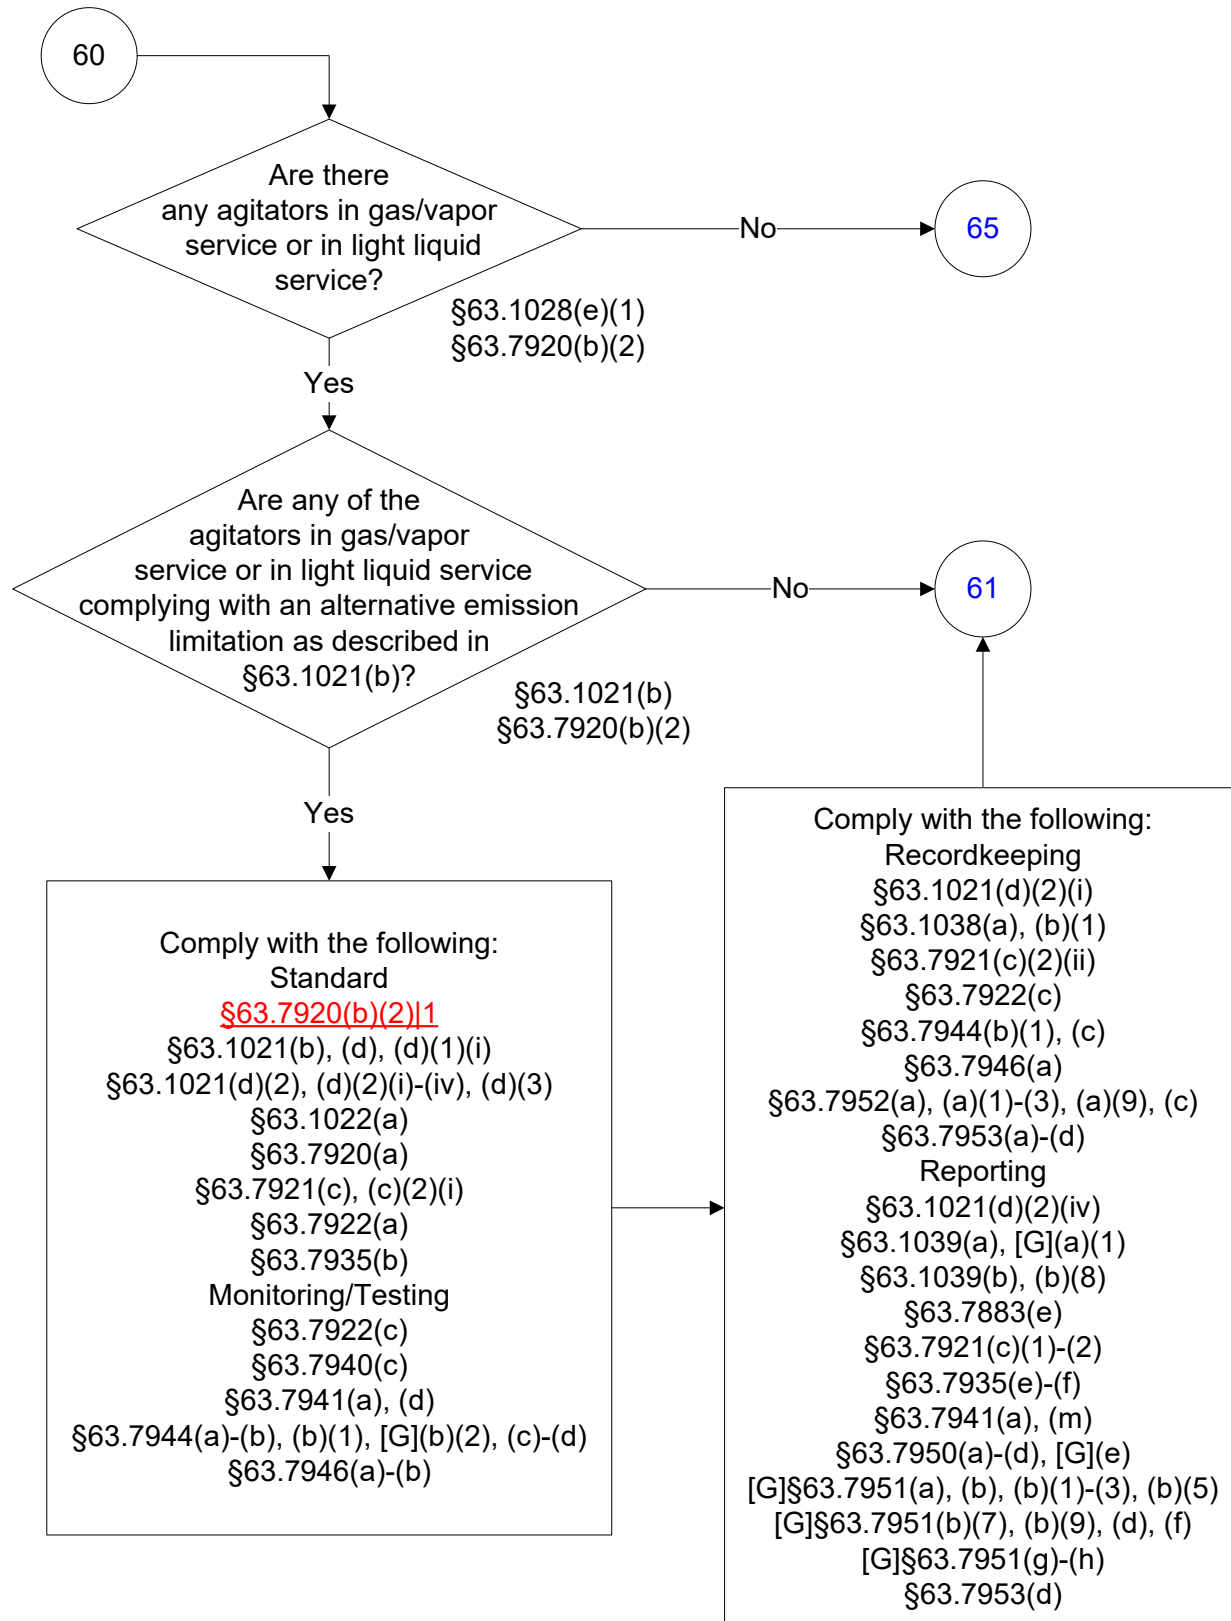 60
Are there
any agitators in gas/vapor
service or in light liquid
service?
No
65
§63.1028(e)(1)
§63.7920(b)(2)
Yes
Are any of the
agitators in gas/vapor
service or in light liquid service
complying with an alternative emission
limitation as described in
§63.1021(b)?
No
61
§63.1021(b)
§63.7920(b)(2)
Yes
Comply with the following:
Standard
§63.7920(b)(2)|1
§63.1021(b), (d), (d)(1)(i)
§63.1021(d)(2), (d)(2)(i)-(iv), (d)(3)
§63.1022(a)
§63.7920(a)
§63.7921(c), (c)(2)(i)
§63.7922(a)
§63.7935(b)
Monitoring/Testing
§63.7922(c)
§63.7940(c)
§63.7941(a), (d)
§63.7944(a)-(b), (b)(1), [G](b)(2), (c)-(d)
§63.7946(a)-(b)
Comply with the following:
Recordkeeping
§63.1021(d)(2)(i)
§63.1038(a), (b)(1)
§63.7921(c)(2)(ii)
§63.7922(c)
§63.7944(b)(1), (c)
§63.7946(a)
§63.7952(a), (a)(1)-(3), (a)(9), (c)
§63.7953(a)-(d)
Reporting
§63.1021(d)(2)(iv)
§63.1039(a), [G](a)(1)
§63.1039(b), (b)(8)
§63.7883(e)
§63.7921(c)(1)-(2)
§63.7935(e)-(f)
§63.7941(a), (m)
§63.7950(a)-(d), [G](e)
[G]§63.7951(a), (b), (b)(1)-(3), (b)(5)
[G]§63.7951(b)(7), (b)(9), (d), (f)
[G]§63.7951(g)-(h)
§63.7953(d)